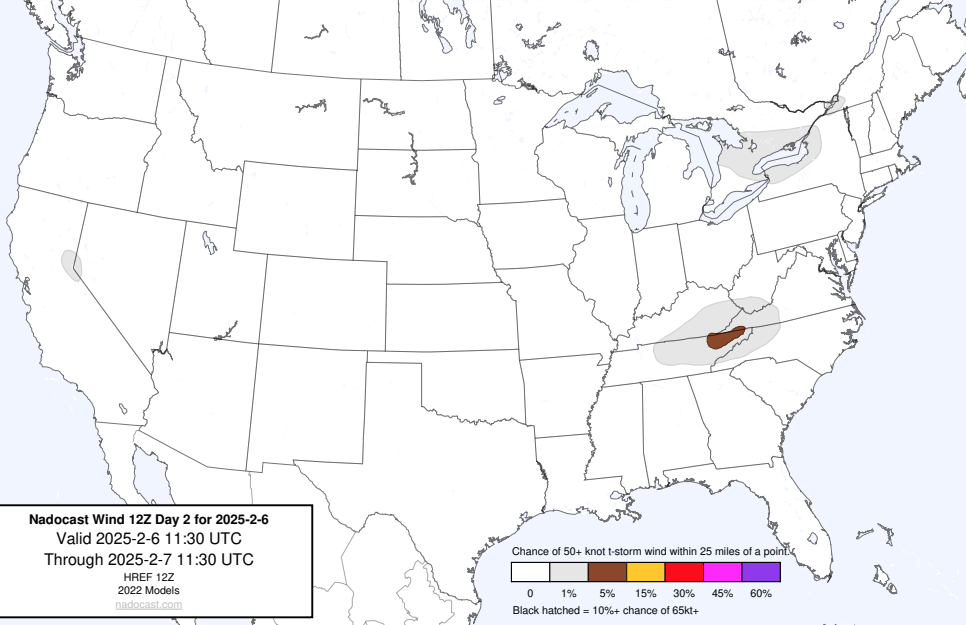 Nadocast Wind 12Z Day 2 for 2025-2-6
Valid 2025-2-6 11:30 UTC
Through 2025-2-7 11:30 UTC
HREF 12Z
2022 Models
nadocast.com
Chance of 50+ knot t-storm wind within 25 miles of a point.
0 1% 5% 15% 30% 45% 60%
Black hatched = 10%+ chance of 65kt+